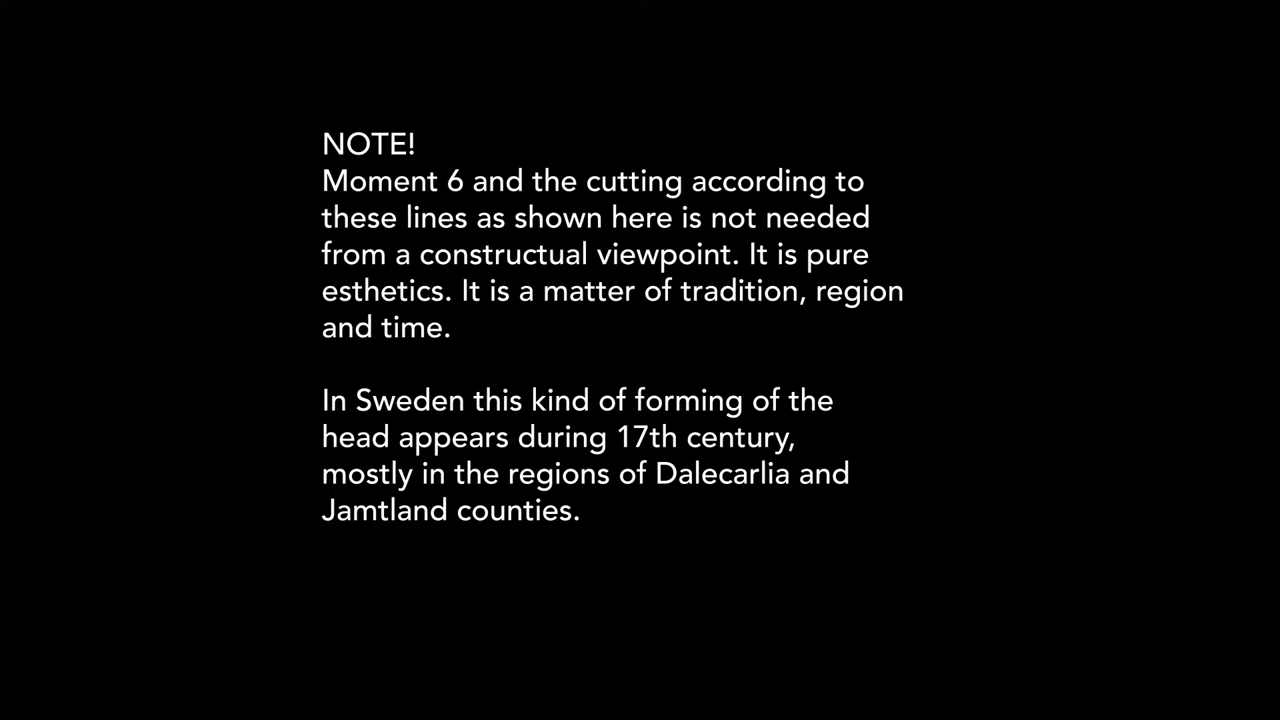 NOTE!
Moment 6 and the cutting according to
these lines as shown here is not needed
from a constructual viewpoint. It is pure
esthetics. It is a matter of tradition, region
and time.
In Sweden this kind of forming of the
head appears during 17th century,
mostly in the regions of Dalecarlia and
Jamtland counties.